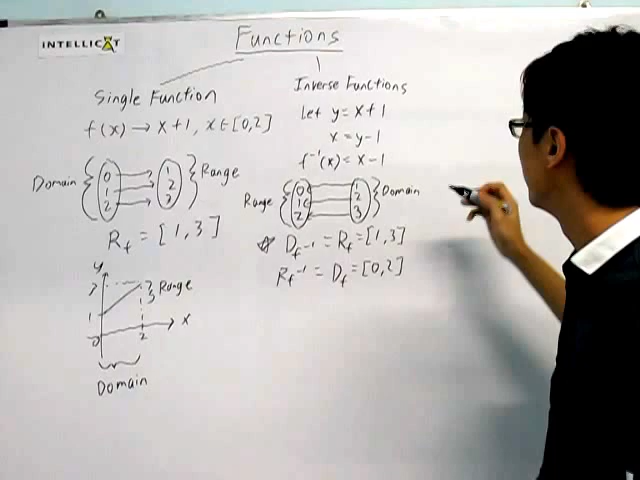 INTELLICAT
Functions
Single Function
f(x) → x+1, x∈[0,2]
Domain
0
1
2
1
2
3
Range
R_f = [1,3]
y
3
Range
1
0
2
x
Domain
Inverse Functions
Let y = x+1
x = y-1
f⁻¹(x) = x-1
Range
0
1
2
1
2
3
Domain
D_f⁻¹ = R_f = [1,3]
R_f⁻¹ = D_f = [0,2]